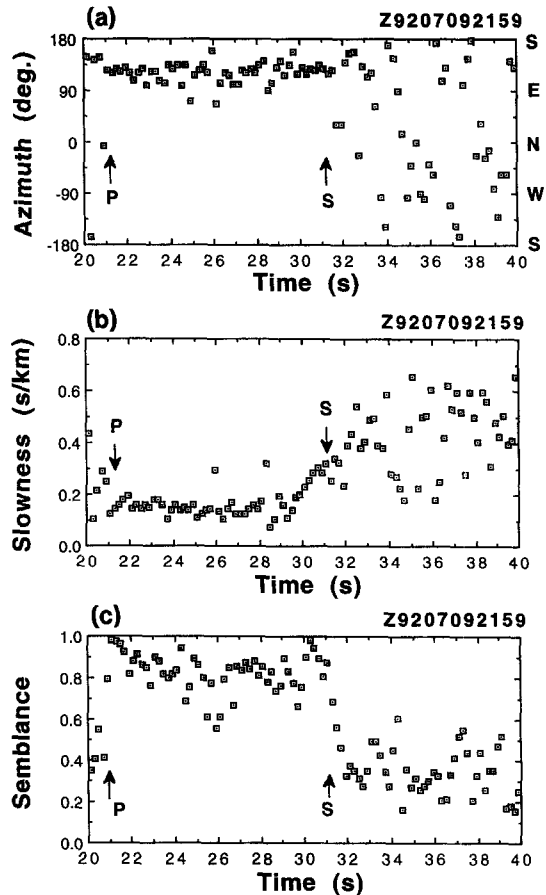 (a) Z9207092159
180 S
90 E
0 N
-90 W
-180 S
Azimuth (deg.)
P S
20 22 24 26 28 30 32 34 36 38 40
Time (s)
(b) Z9207092159
0.8
0.6
0.4
0.2
0.0
Slowness (s/km)
P S
20 22 24 26 28 30 32 34 36 38 40
Time (s)
(c) Z9207092159
1.0
0.8
0.6
0.4
0.2
0.0
Semblance
P S
20 22 24 26 28 30 32 34 36 38 40
Time (s)